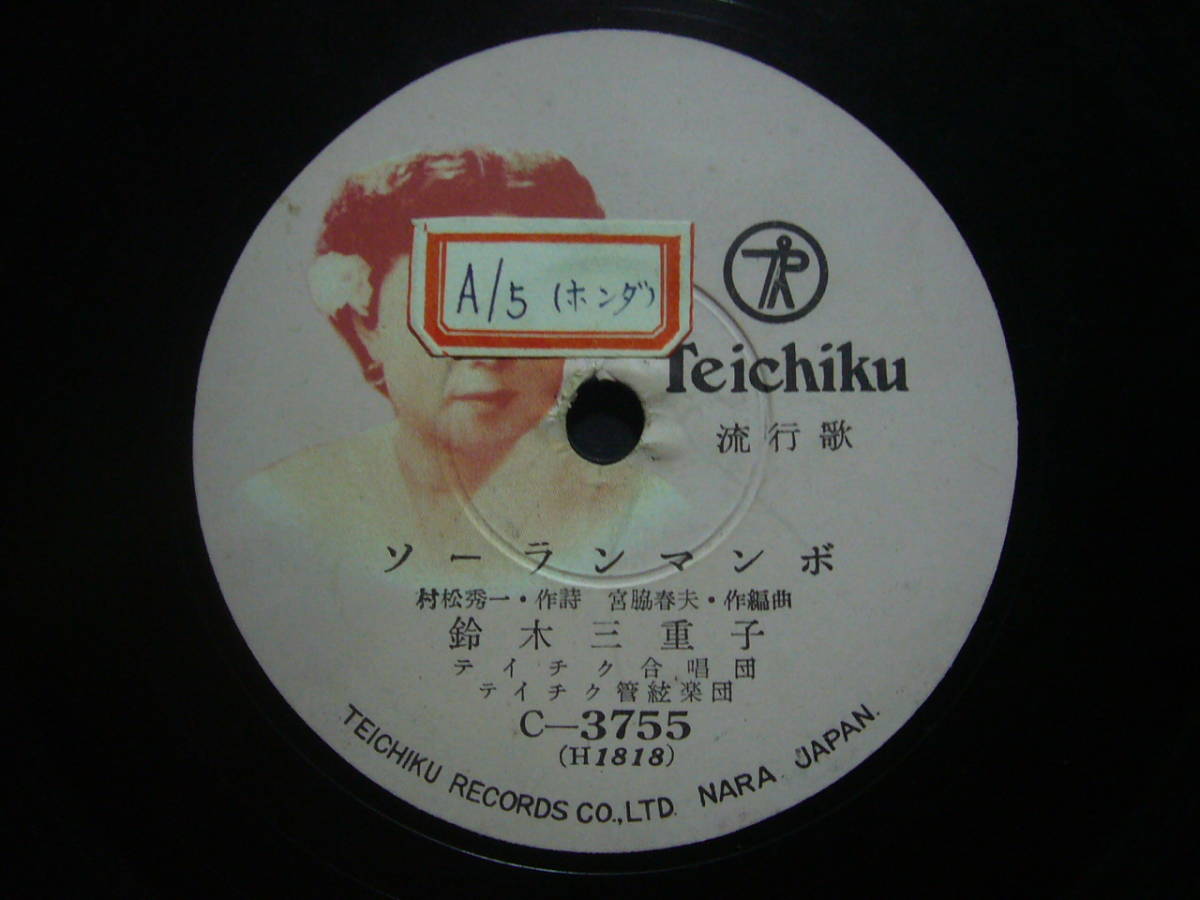 A/5 (ホンダ)
Teichiku
流行歌
ソーランマンボ
村松秀一・作詩 宮脇春夫・作編曲
鈴木三重子
テイチク合唱団
テイチク管絃楽団
C—3755
(H1818)
TEICHIKU RECORDS CO.,LTD. NARA. JAPAN.